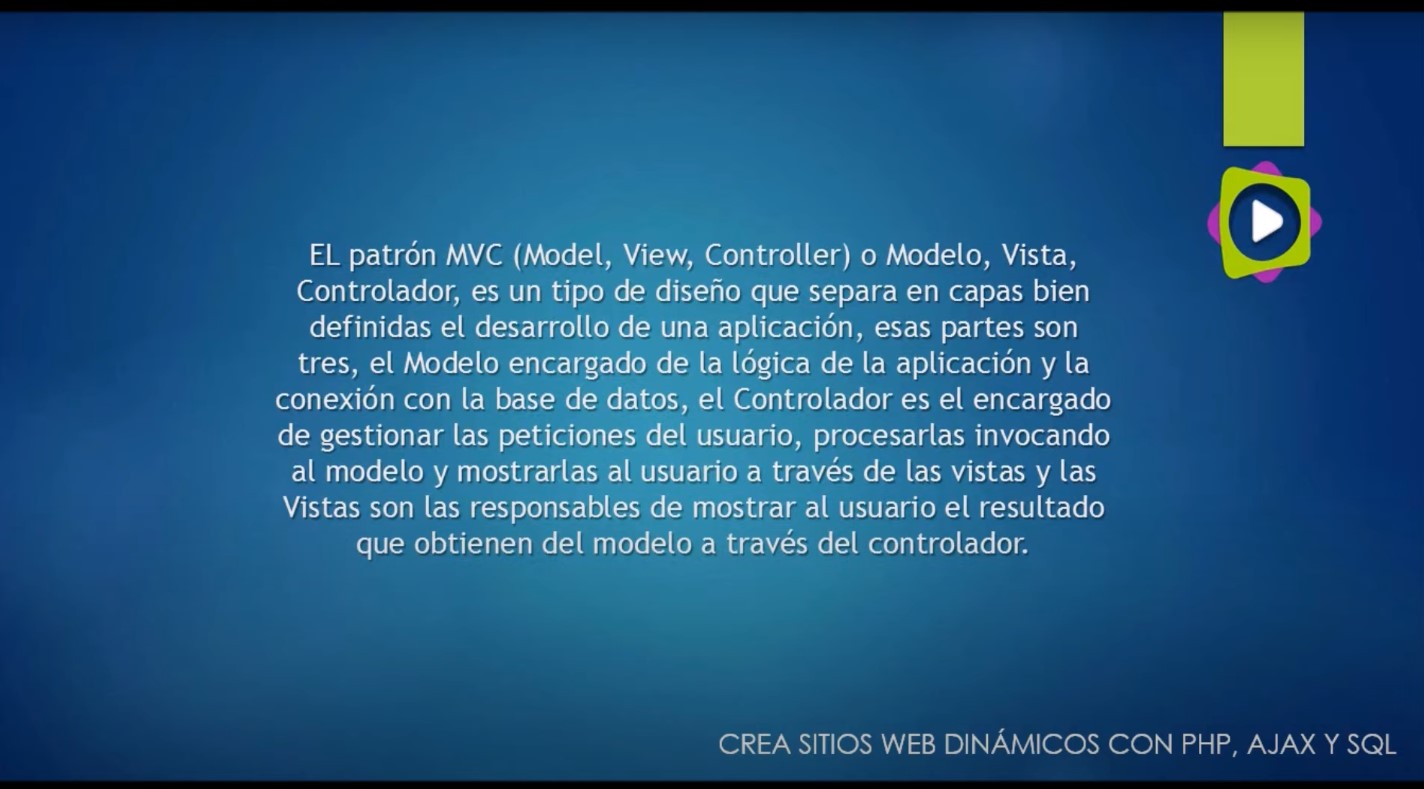 EL patrón MVC (Model, View, Controller) o Modelo, Vista,
Controlador, es un tipo de diseño que separa en capas bien
definidas el desarrollo de una aplicación, esas partes son
tres, el Modelo encargado de la lógica de la aplicación y la
conexión con la base de datos, el Controlador es el encargado
de gestionar las peticiones del usuario, procesarlas invocando
al modelo y mostrarlas al usuario a través de las vistas y las
Vistas son las responsables de mostrar al usuario el resultado
que obtienen del modelo a través del controlador.
CREA SITIOS WEB DINÁMICOS CON PHP, AJAX Y SQL